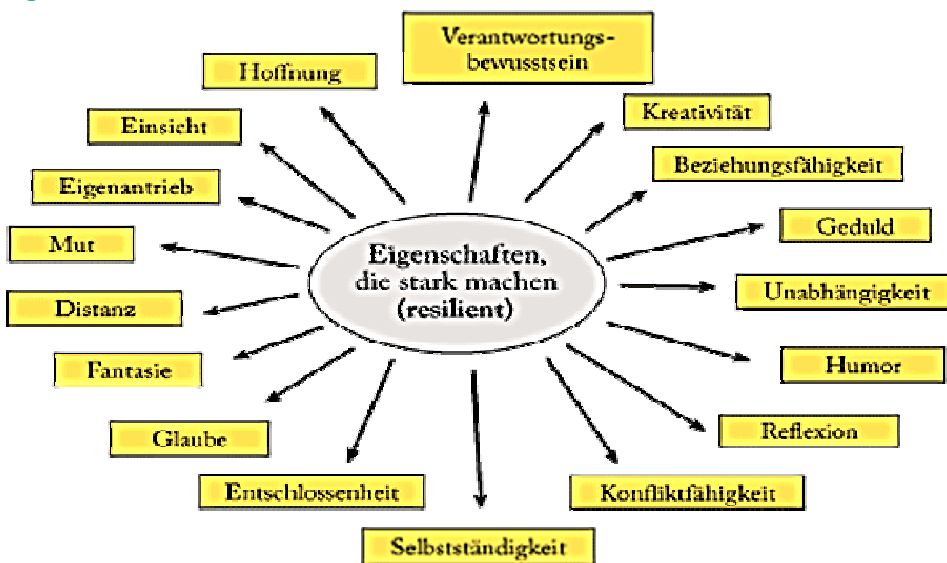 Verantwortungs-
bewusstsein
Hoffnung
Kreativität
Einsicht
Beziehungsfähigkeit
Eigenantrieb
Geduld
Mut
Eigenschaften,
die stark machen
(resilient)
Unabhängigkeit
Distanz
Humor
Fantasie
Reflexion
Glaube
Entschlossenheit
Konfliktfähigkeit
Selbstständigkeit